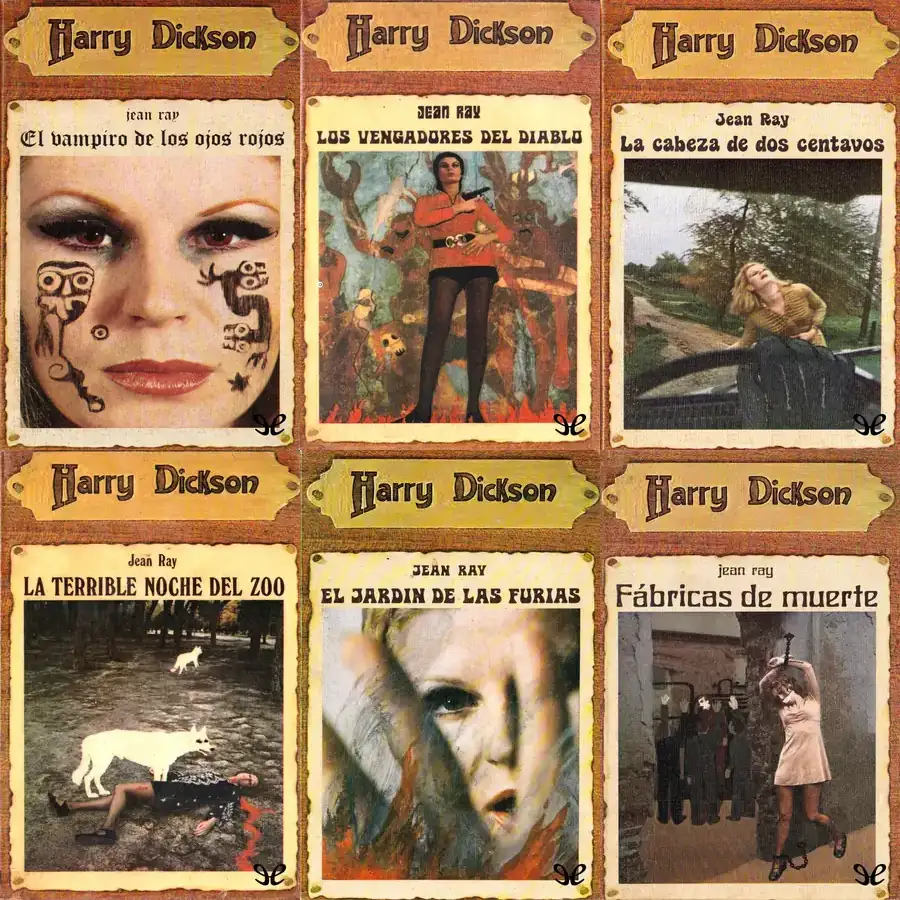 Harry Dickson
jean ray
El vampiro de los ojos rojos
Harry Dickson
JEAN RAY
LOS VENGADORES DEL DIABLO
Harry Dickson
Jean Ray
La cabeza de dos centavos
Harry Dickson
Jean Ray
LA TERRIBLE NOCHE DEL ZOO
Harry Dickson
JEAN RAY
EL JARDIN DE LAS FURIAS
Harry Dickson
jean ray
Fábricas de muerte